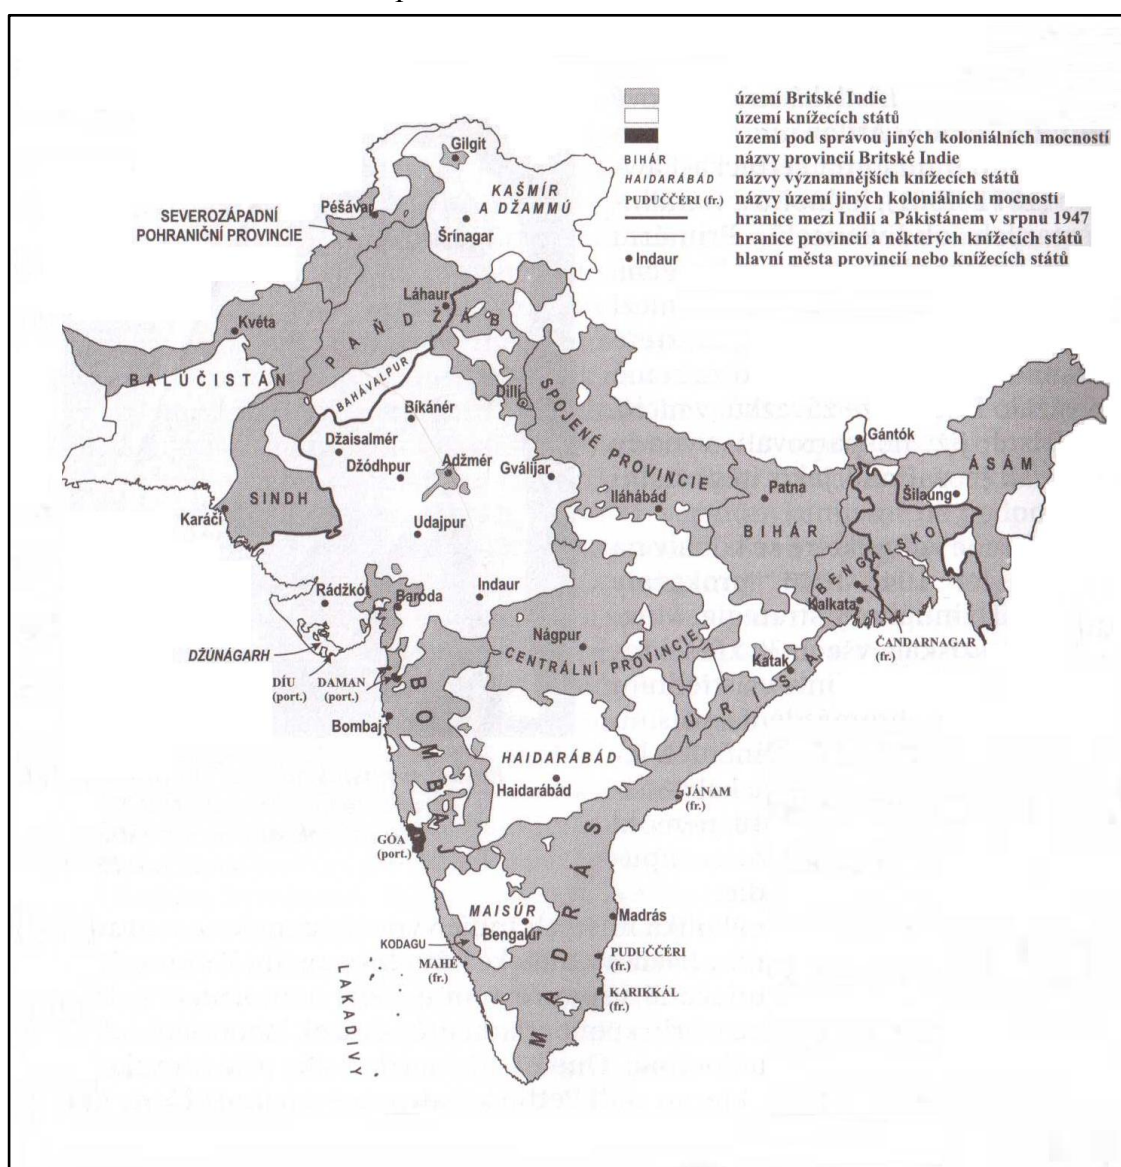 území Britské Indie
území knížecích států
území pod správou jiných koloniálních mocností
BIHÁR názvy provincií Britské Indie
HAIDARÁBÁD názvy významnějších knížecích států
PUDUČČÉRI (fr.) názvy území jiných koloniálních mocností
hranice mezi Indií a Pákistánem v srpnu 1947
hranice provincií a některých knížecích států
Indaur hlavní města provincií nebo knížecích států
Gilgit
KAŠMÍR
A DŽAMMÚ
Péšávar
Šrínagar
SEVEROZÁPADNÍ
POHRANIČNÍ PROVINCIE
Láhaur
PAŇDŽÁB
Kvéta
BALÚČISTÁN
BAHÁVALPUR
Dillí
SPOJENÉ PROVINCIE
Bíkánér
Gántók
Džaisalmér
Džódhpur
Adžmér
Gválijar
ÁSÁM
Šilaúng
SINDH
Iláhábád
Patna
Karáčí
Udajpur
BIHÁR
BENGALSKO
Rádžkót
Baróda
Indaur
Kalkata
Nágpur
CENTRÁLNÍ PROVINCIE
ČANDARNAGAR
(fr.)
DŽÚNÁGARH
Katak
URISA
DÍU
(port.)
DAMAN
(port.)
BOMBAJ
Bombaj
HAIDARÁBÁD
Haidarábád
JÁNAM
(fr.)
GÓA
(port.)
MADRÁS
MAISÚR
Bengalúr
Madrás
KODAGU
MAHÉ
(fr.)
PUDUČČÉRI
(fr.)
KARIKKÁL
(fr.)
LAKADIVY